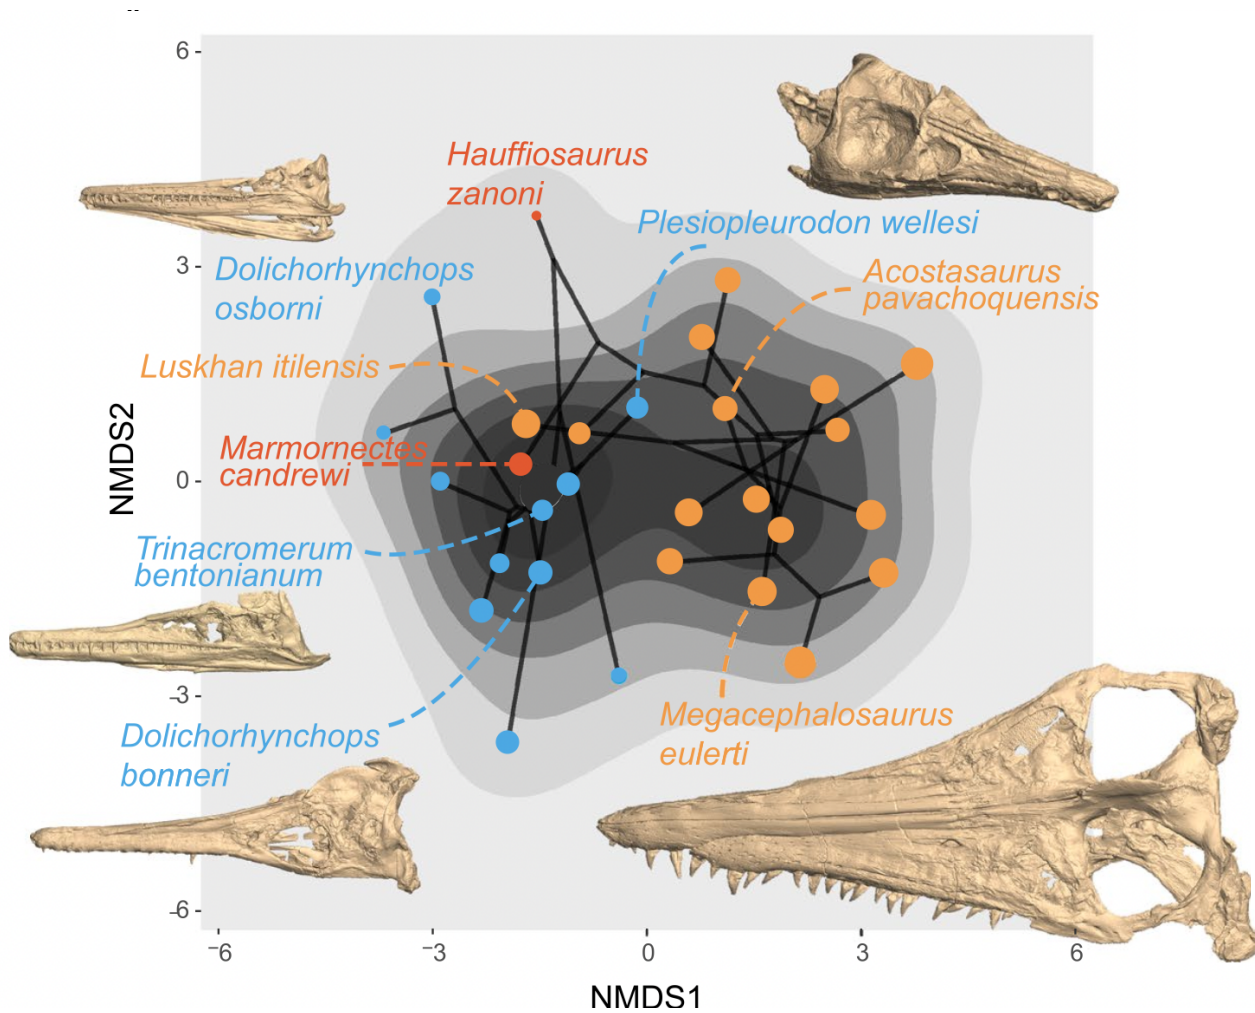 6
Hauffiosaurus
zanoni
Plesiopleurodon wellesi
3
Dolichorhynchops
osborni
Acostasaurus
pavachoquensis
Luskhan itilensis
NMDS2
Marmornectes
candrewi
0
Trinacromerum
bentonianum
-3
Dolichorhynchops
bonneri
Megacephalosaurus
eulerti
-6
−6 −3 0 3 6
NMDS1